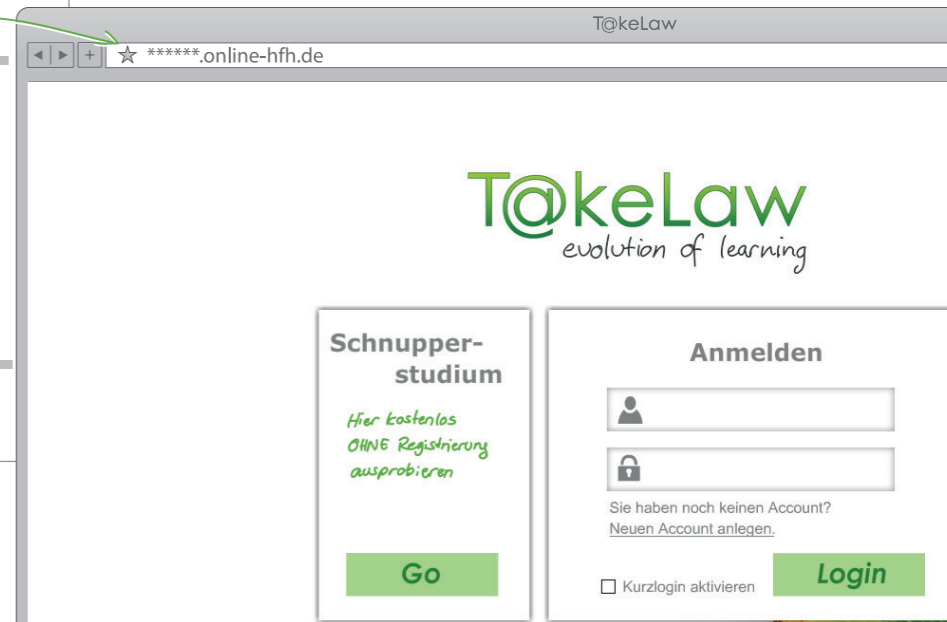 T@keLaw
******.online-hfh.de
T@keLaw
evolution of learning
Schnupper-
studium
Hier kostenlos
OHNE Registrierung
ausprobieren
Go
Anmelden
Sie haben noch keinen Account?
Neuen Account anlegen.
Kurzlogin aktivieren
Login